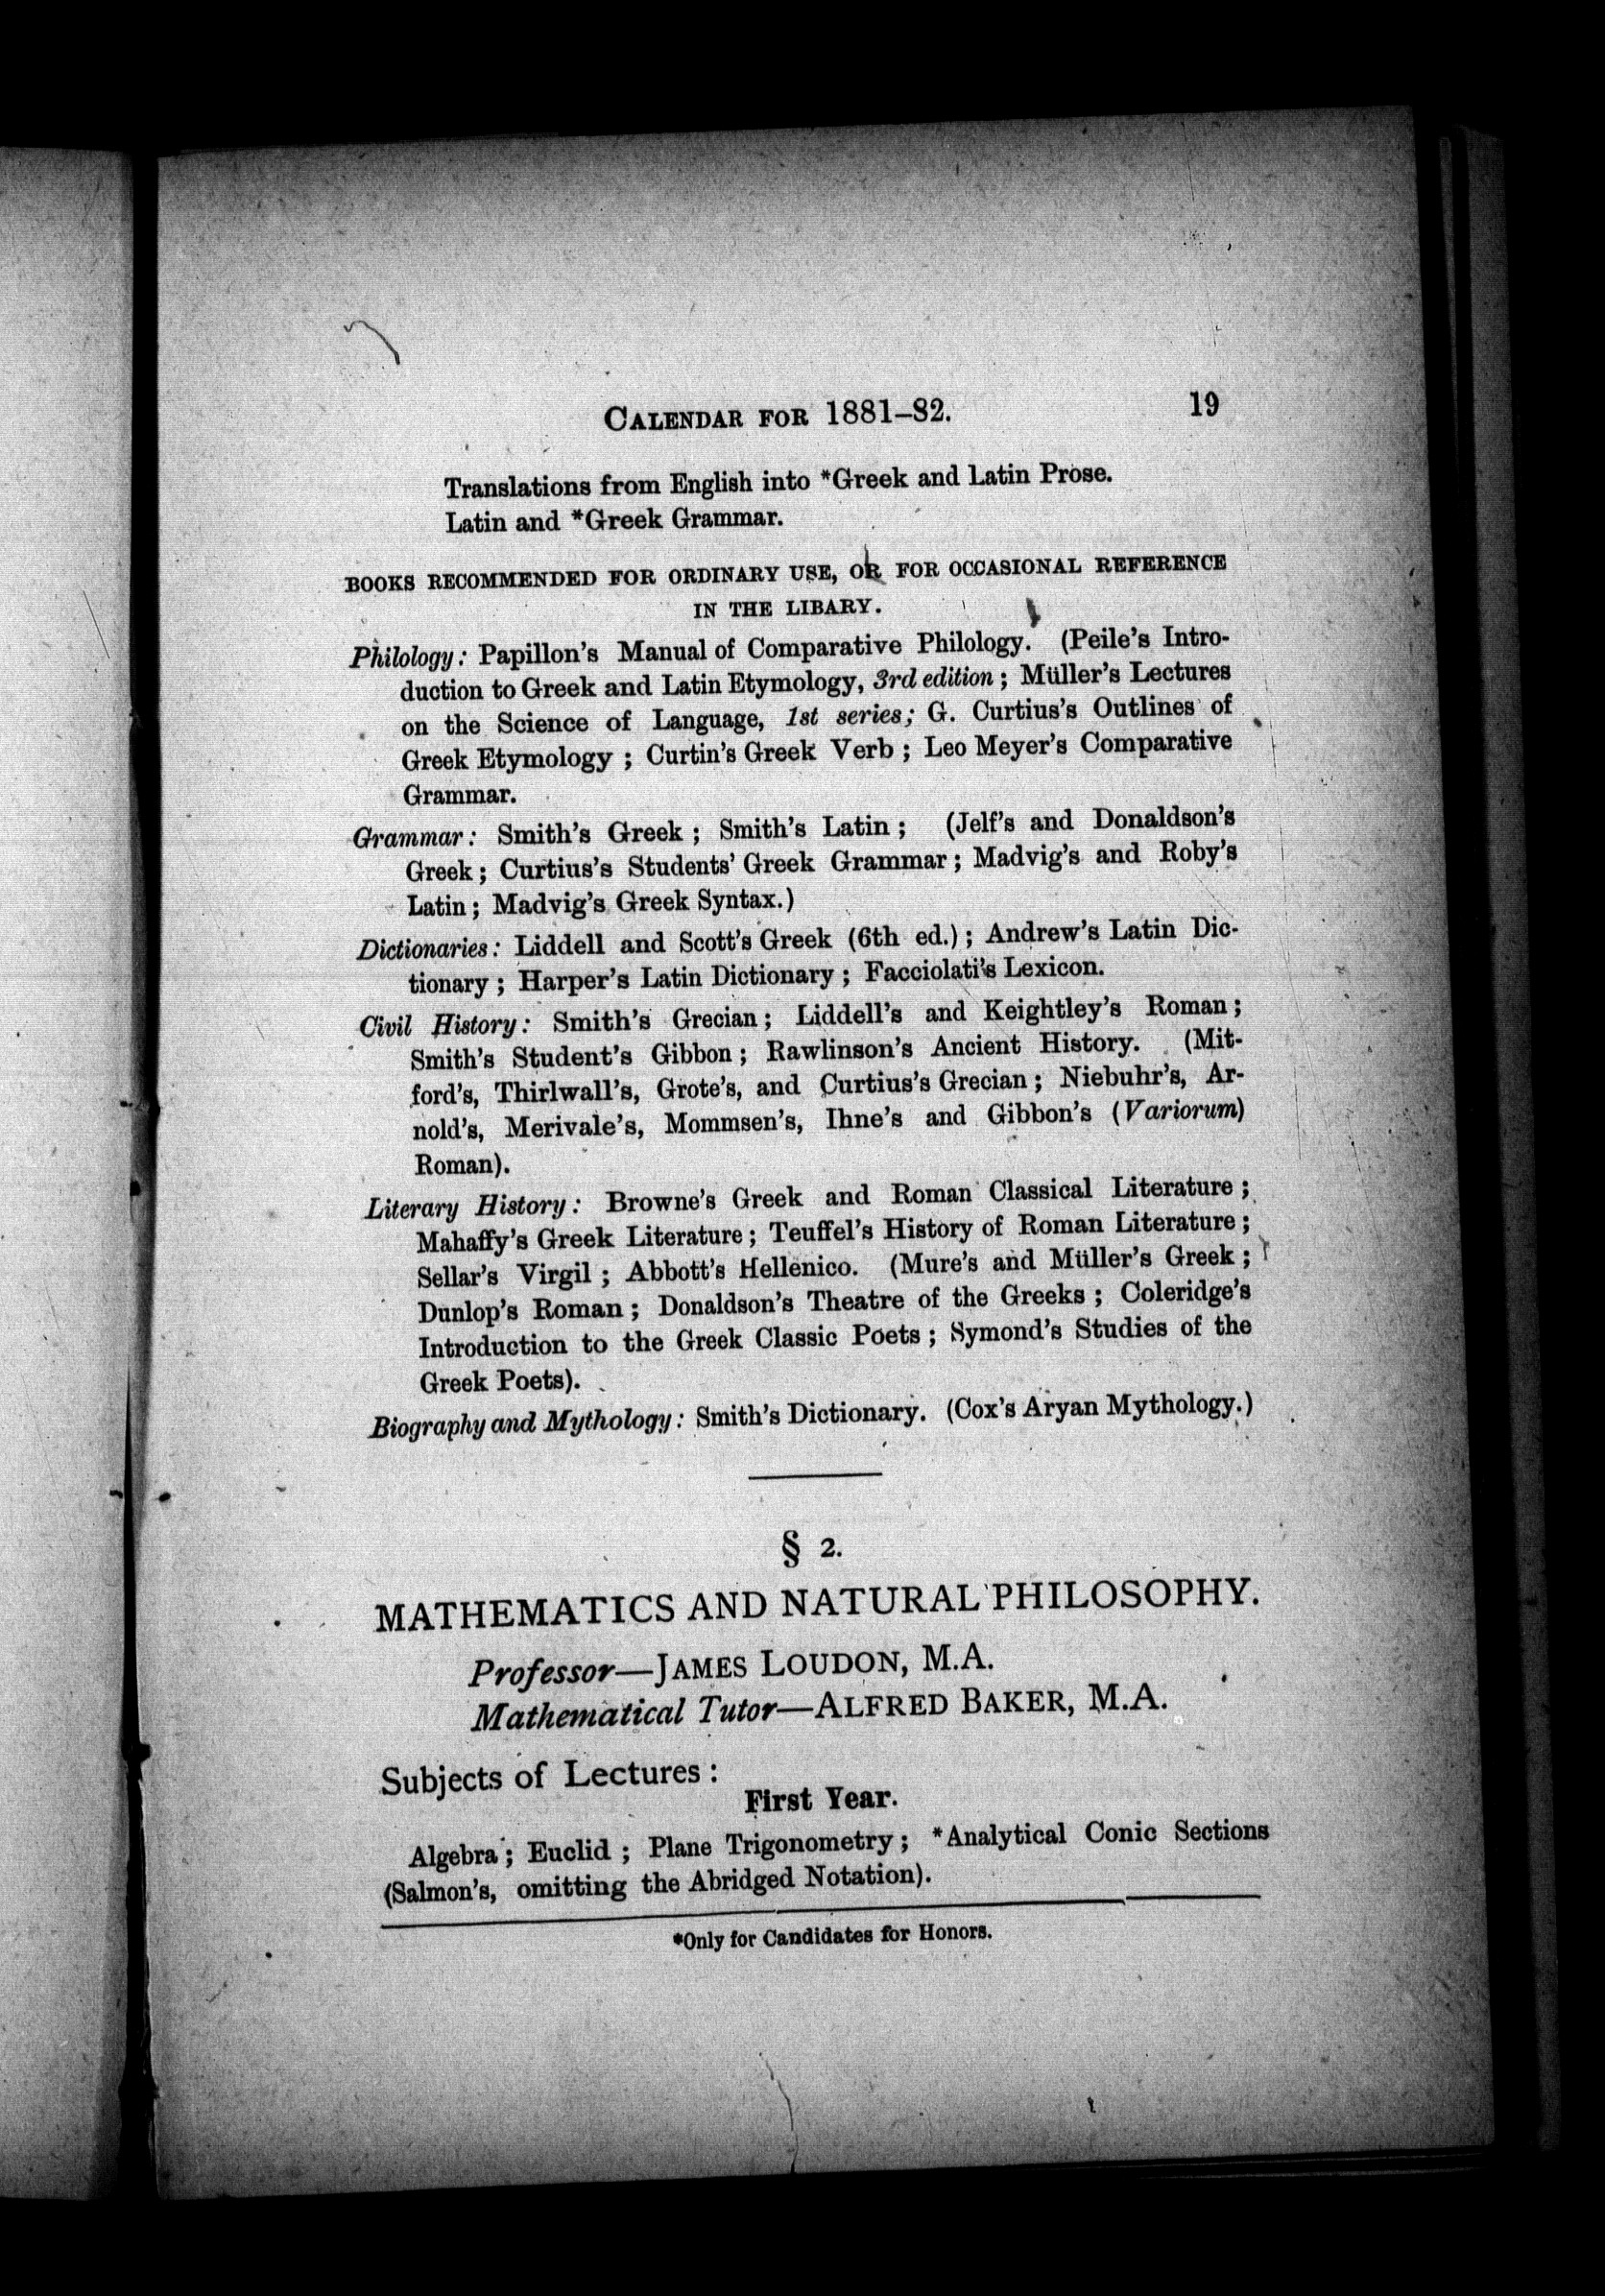 CALENDAR FOR 1881–82. 19
Translations from English into *Greek and Latin Prose.
Latin and *Greek Grammar.
BOOKS RECOMMENDED FOR ORDINARY USE, OR FOR OCCASIONAL REFERENCE
IN THE LIBARY.
Philology: Papillon's Manual of Comparative Philology. (Peile's Intro-
duction to Greek and Latin Etymology, 3rd edition; Müller's Lectures
on the Science of Language, 1st series; G. Curtius's Outlines of
Greek Etymology; Curtin's Greek Verb; Leo Meyer's Comparative
Grammar.
Grammar: Smith's Greek; Smith's Latin; (Jelf's and Donaldson's
Greek; Curtius's Students' Greek Grammar; Madvig's and Roby's
Latin; Madvig's Greek Syntax.)
Dictionaries: Liddell and Scott's Greek (6th ed.); Andrew's Latin Dic-
tionary; Harper's Latin Dictionary; Facciolati's Lexicon.
Civil History: Smith's Grecian; Liddell's and Keightley's Roman;
Smith's Student's Gibbon; Rawlinson's Ancient History. (Mit-
ford's, Thirlwall's, Grote's, and Curtius's Grecian; Niebuhr's, Ar-
nold's, Merivale's, Mommsen's, Ihne's and Gibbon's (Variorum)
Roman).
Literary History: Browne's Greek and Roman Classical Literature;
Mahaffy's Greek Literature; Teuffel's History of Roman Literature;
Sellar's Virgil; Abbott's Hellenico. (Mure's and Müller's Greek;
Dunlop's Roman; Donaldson's Theatre of the Greeks; Coleridge's
Introduction to the Greek Classic Poets; Symond's Studies of the
Greek Poets).
Biography and Mythology: Smith's Dictionary. (Cox's Aryan Mythology.)
§ 2.
MATHEMATICS AND NATURAL PHILOSOPHY.
Professor—JAMES LOUDON, M.A.
Mathematical Tutor—ALFRED BAKER, M.A.
Subjects of Lectures:
First Year.
Algebra; Euclid; Plane Trigonometry; *Analytical Conic Sections
(Salmon's, omitting the Abridged Notation).
*Only for Candidates for Honors.